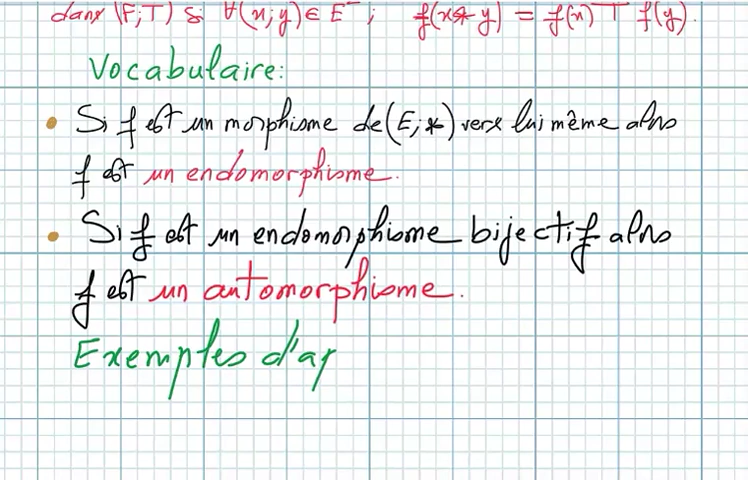 dans (F;T) si ∀(x;y)∈ E² ; f(x*y) = f(x) T f(y).
Vocabulaire:
• Si f est un morphisme de (E;*) vers lui même alors
f est un endomorphisme.
• Si f est un endomorphisme bijectif alors
f est un automorphisme.
Exemples d'ap